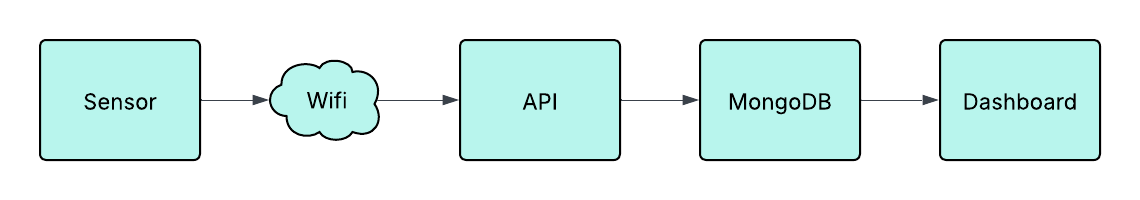 Sensor
Wifi
API
MongoDB
Dashboard